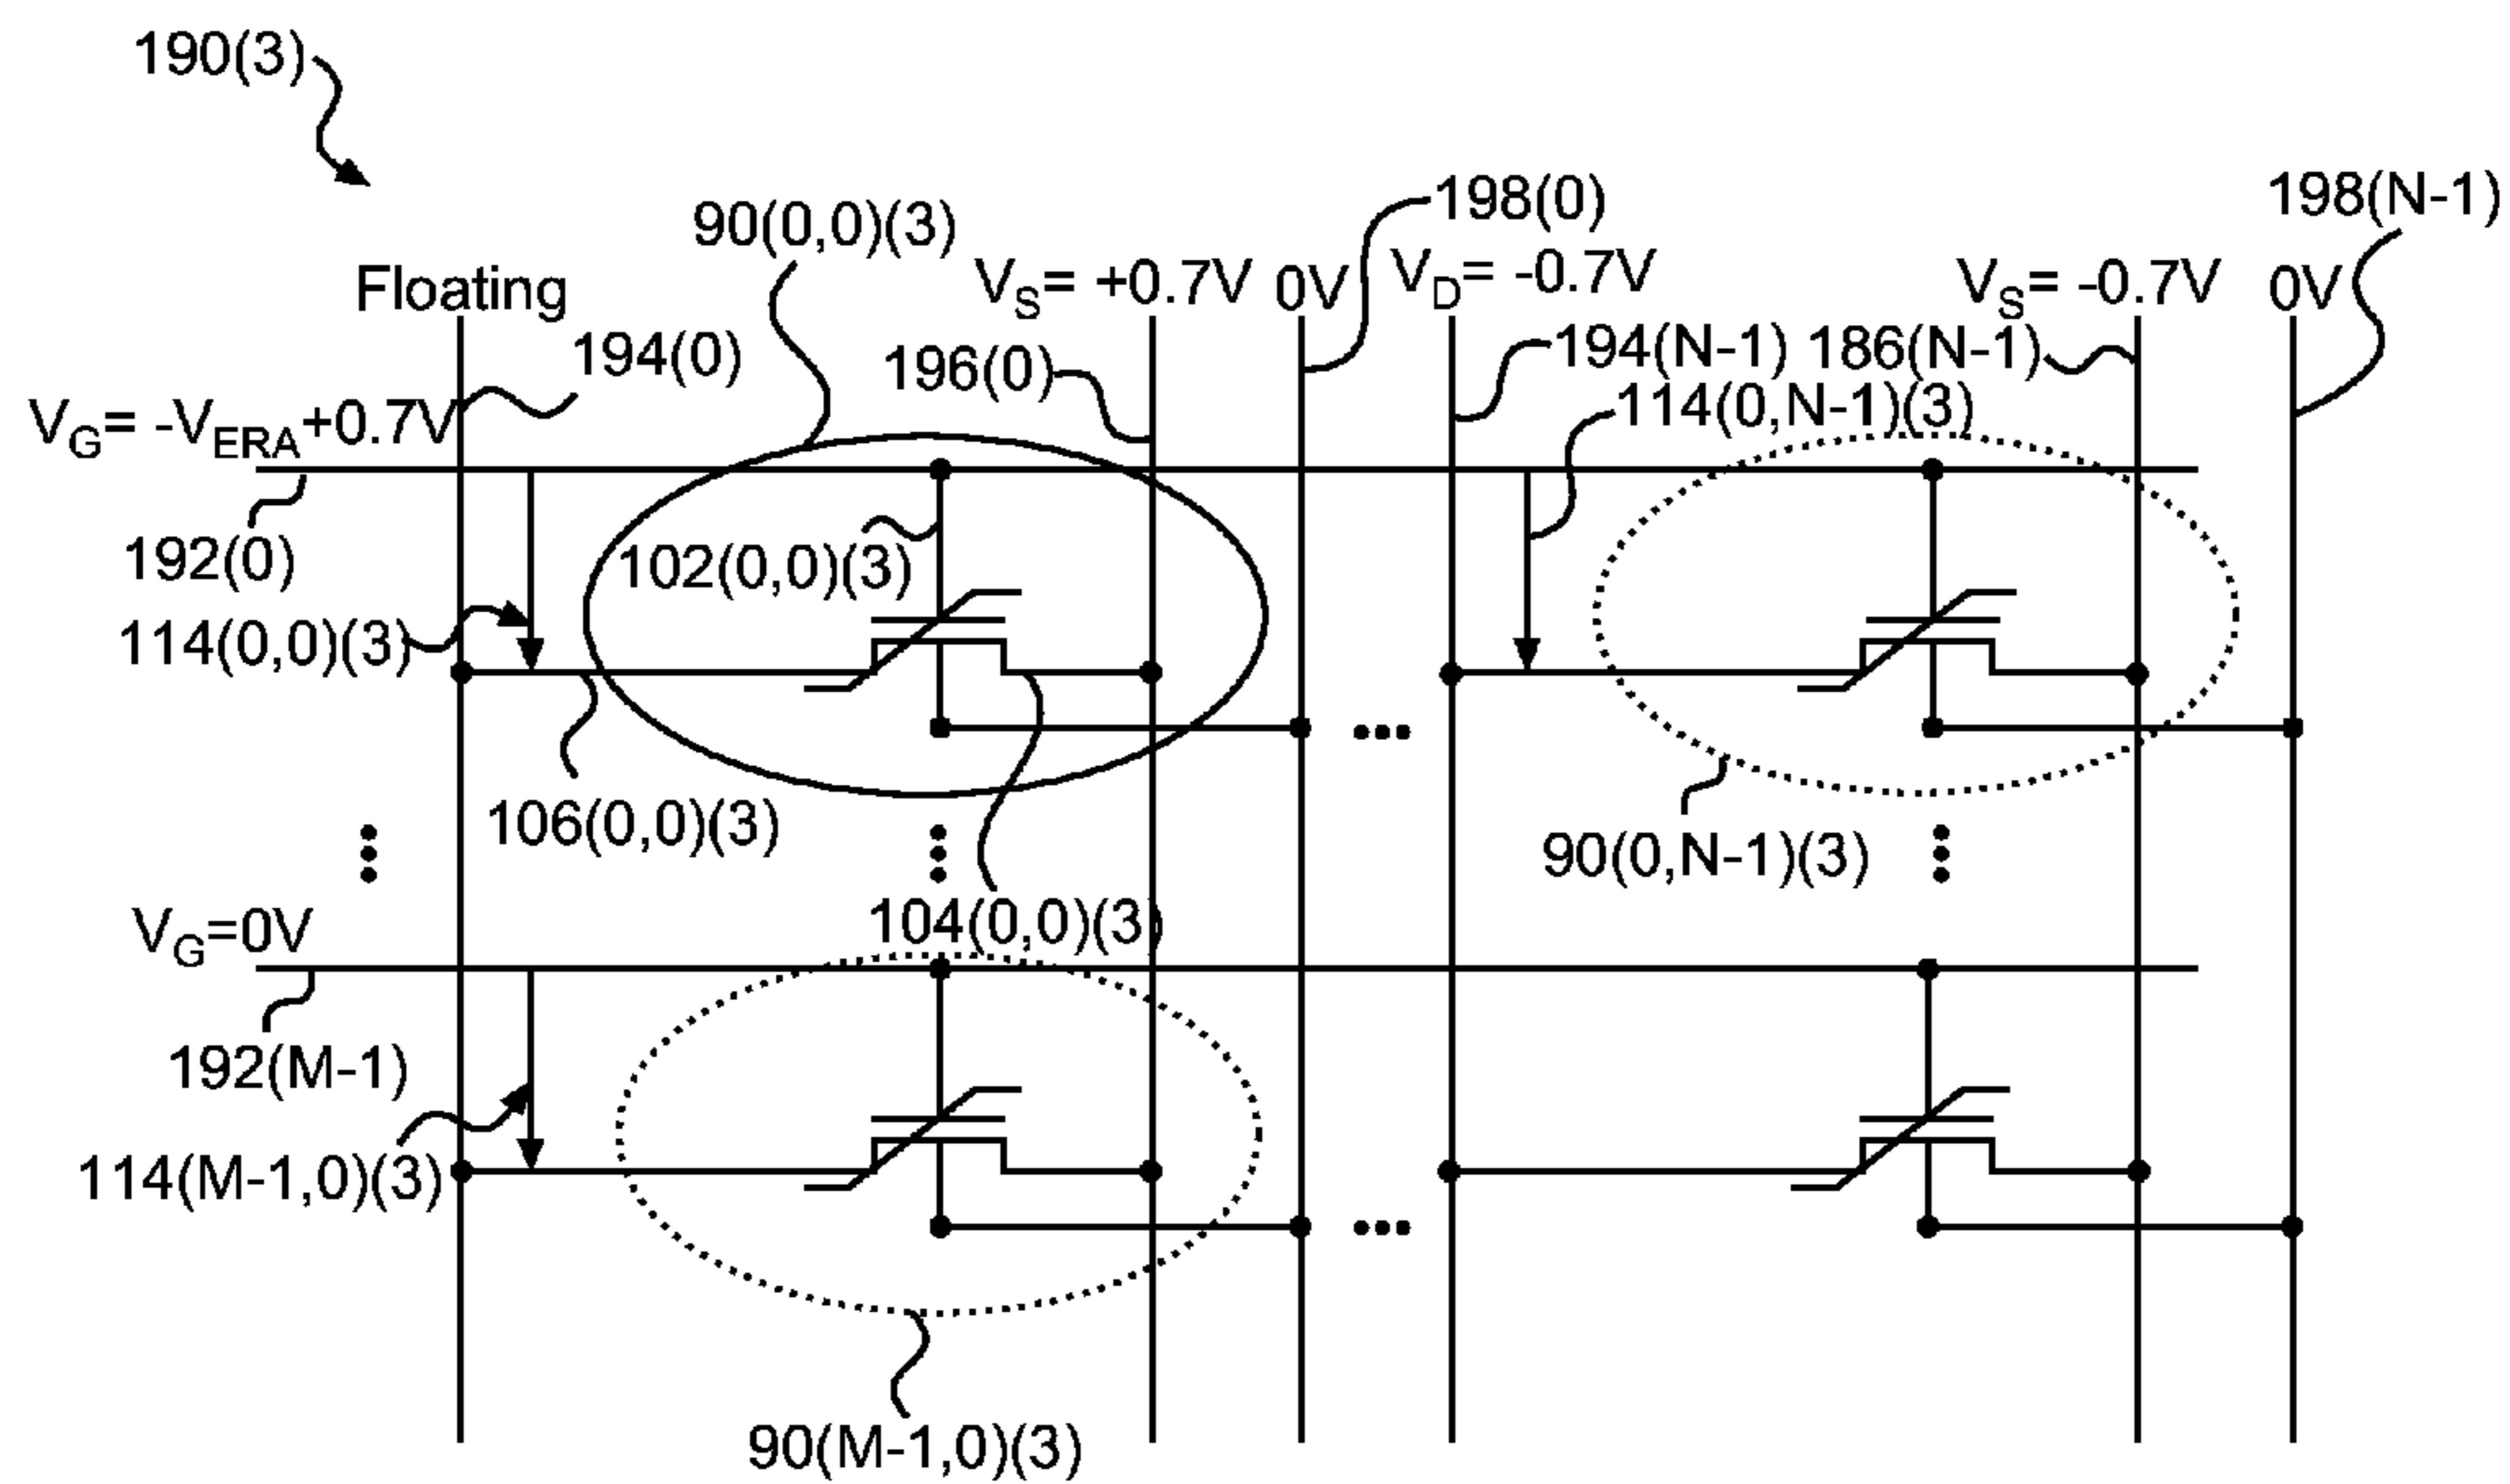 190(3)
198(0)
198(N-1)
90(0,0)(3)
Floating
VS= +0.7V
0V
VD= -0.7V
VS= -0.7V
0V
194(0)
196(0)
194(N-1)
186(N-1)
114(0,N-1)(3)
VG= -VERA+0.7V
192(0)
102(0,0)(3)
114(0,0)(3)
106(0,0)(3)
90(0,N-1)(3)
104(0,0)(3)
VG=0V
192(M-1)
114(M-1,0)(3)
90(M-1,0)(3)